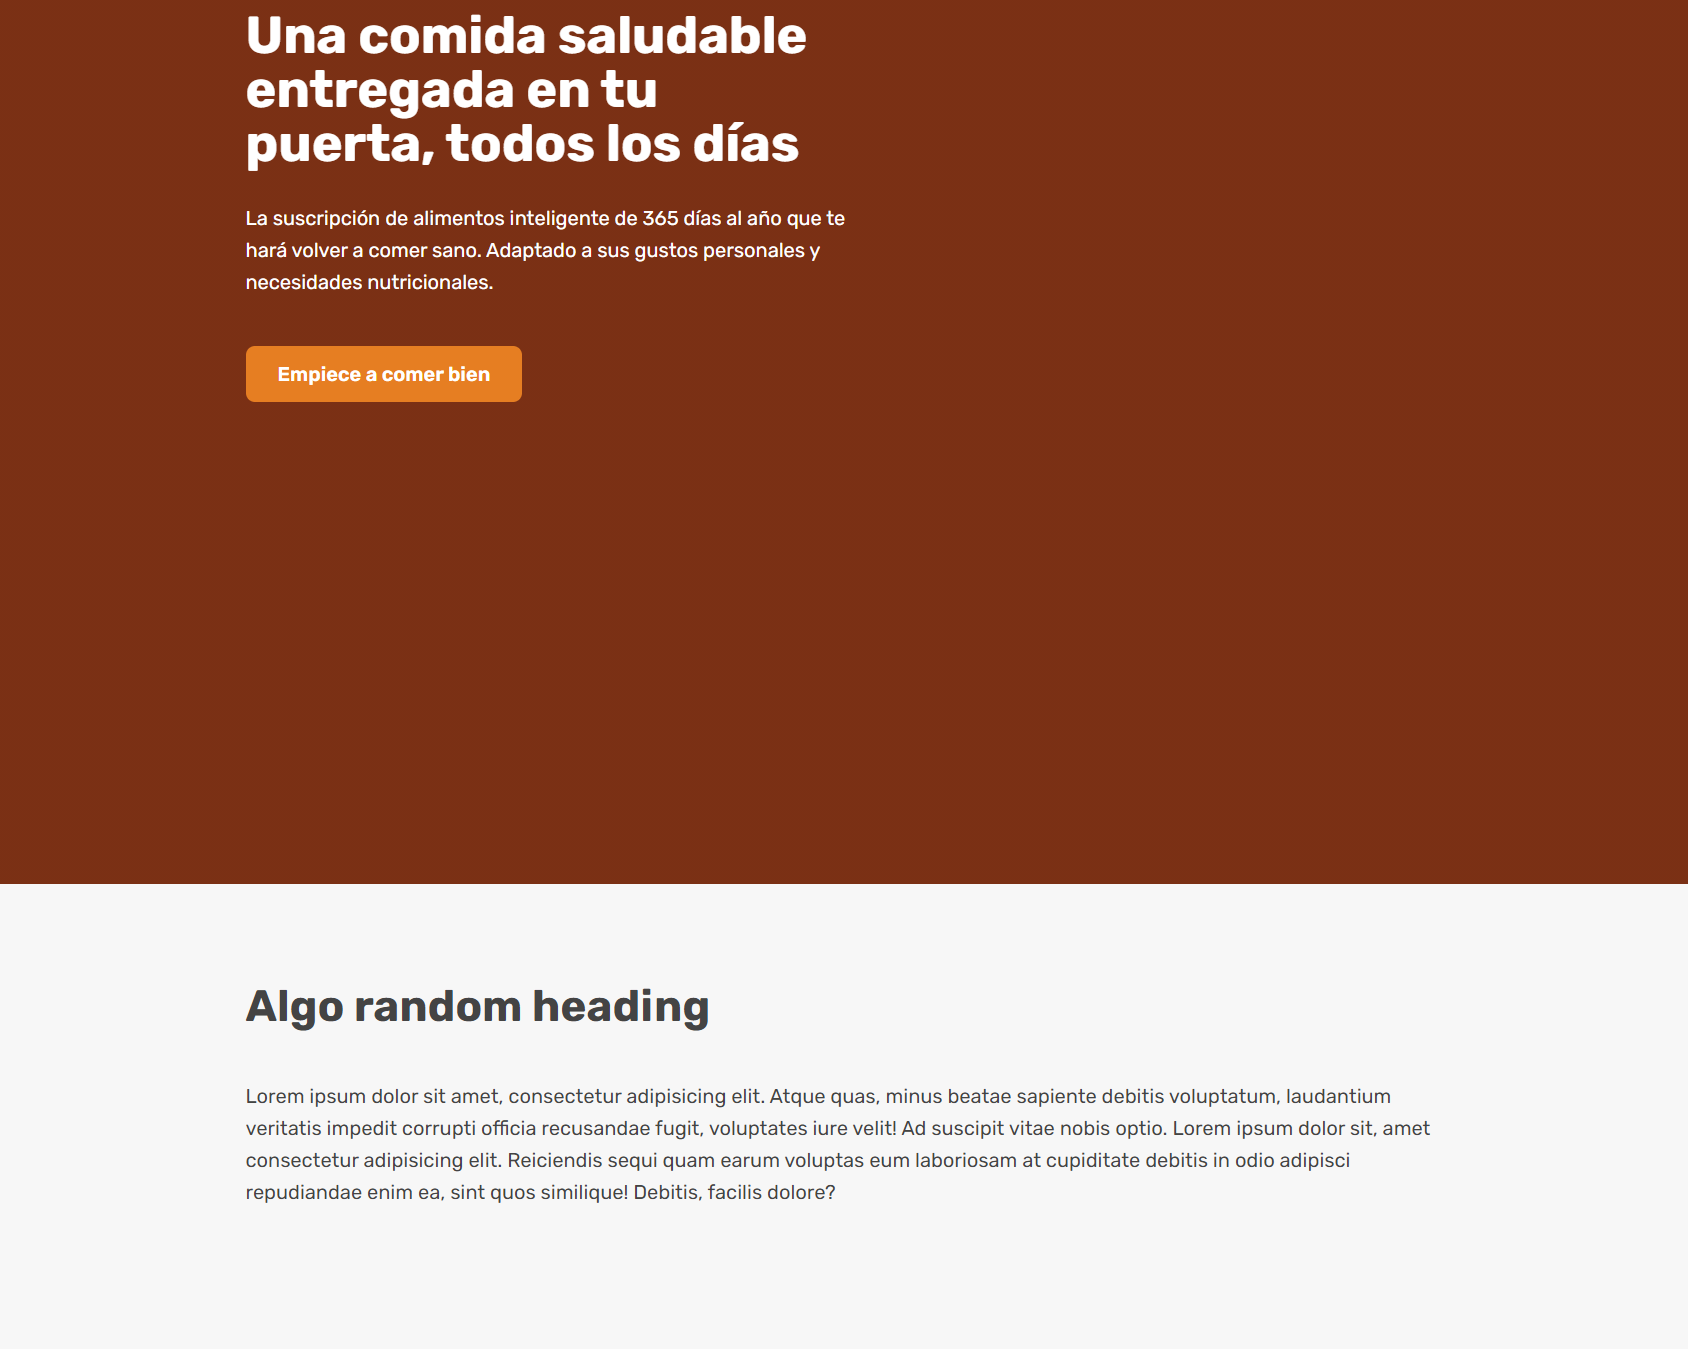 Una comida saludable
entregada en tu
puerta, todos los días
La suscripción de alimentos inteligente de 365 días al año que te
hará volver a comer sano. Adaptado a sus gustos personales y
necesidades nutricionales.
Empiece a comer bien
Algo random heading
Lorem ipsum dolor sit amet, consectetur adipisicing elit. Atque quas, minus beatae sapiente debitis voluptatum, laudantium
veritatis impedit corrupti officia recusandae fugit, voluptates iure velit! Ad suscipit vitae nobis optio. Lorem ipsum dolor sit, amet
consectetur adipisicing elit. Reiciendis sequi quam earum voluptas eum laboriosam at cupiditate debitis in odio adipisci
repudiandae enim ea, sint quos similique! Debitis, facilis dolore?